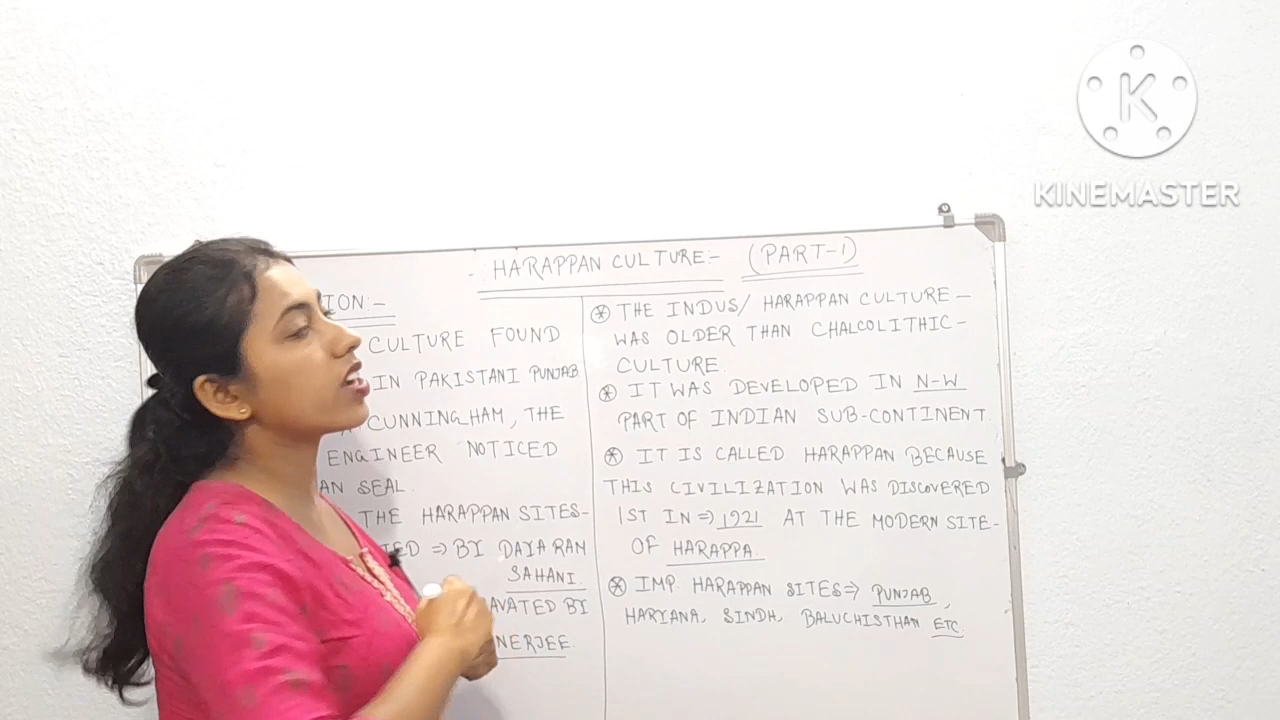 K
KINEMASTER
HARAPPAN CULTURE:- (PART-1)
ION:-
CULTURE FOUND
IN PAKISTANI PUNJAB
CUNNINGHAM, THE
ENGINEER NOTICED
AN SEAL.
THE HARAPPAN SITES-
TED ⇒ BY DAYA RAM
SAHANI.
AVATED BY
NERJEE.
⊛ THE INDUS/ HARAPPAN CULTURE -
WAS OLDER THAN CHALCOLITHIC-
CULTURE.
⊛ IT WAS DEVELOPED IN N-W
PART OF INDIAN SUB-CONTINENT.
⊛ IT IS CALLED HARAPPAN BECAUSE
THIS CIVILIZATION WAS DISCOVERED
1ST IN ⇒ 1921 AT THE MODERN SITE-
OF HARAPPA.
⊛ IMP. HARAPPAN SITES ⇒ PUNJAB,
HARYANA, SINDH, BALUCHISTHAN ETC